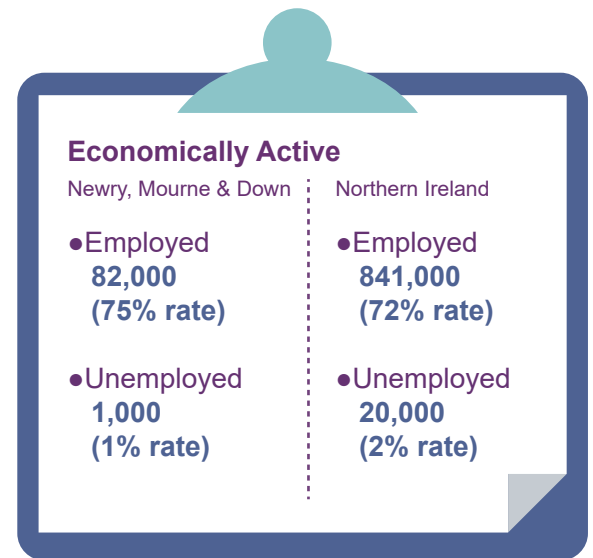 Economically Active
Newry, Mourne & Down
●Employed
82,000
(75% rate)
●Unemployed
1,000
(1% rate)
Northern Ireland
●Employed
841,000
(72% rate)
●Unemployed
20,000
(2% rate)